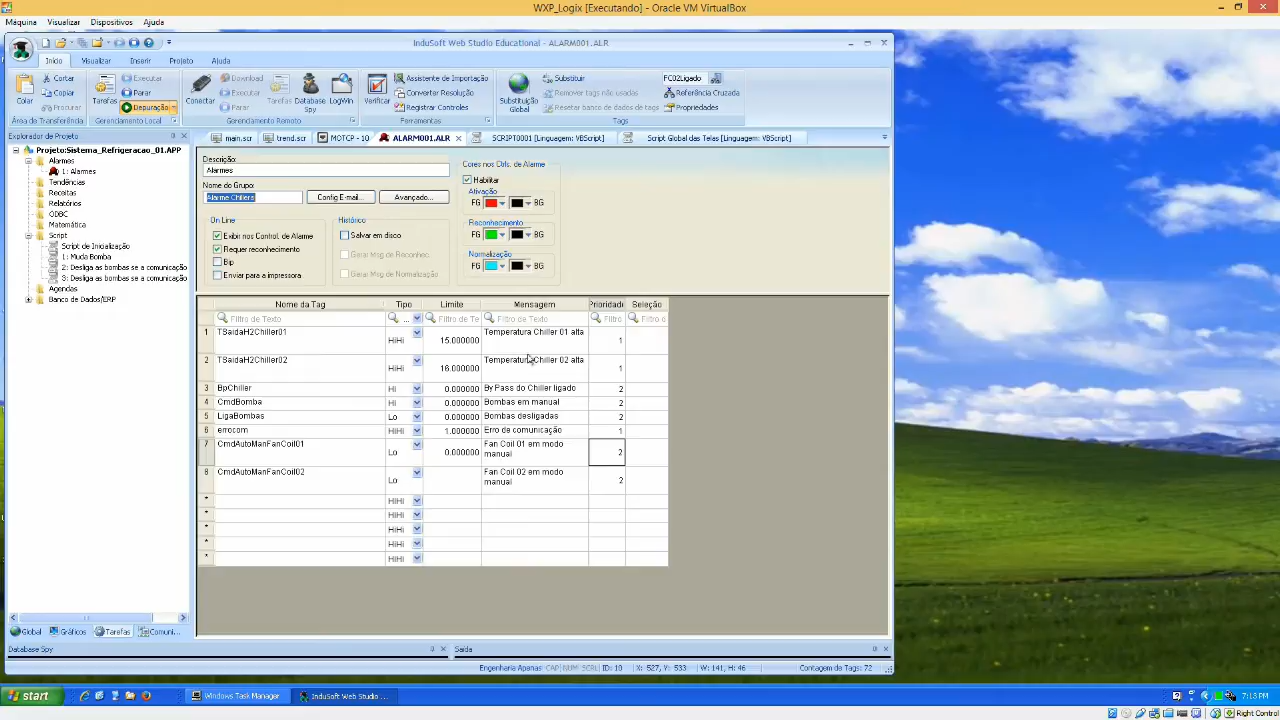 WXP_Logix [Executando] - Oracle VM VirtualBox
Máquina Visualizar Dispositivos Ajuda
InduSoft Web Studio Educational - ALARM001.ALR
Início Visualizar Inserir Projeto Ajuda
Colar
Cortar
Copiar
Procurar
Área de Transferência
Tarefas
Executar
Parar
Depuração
Gerenciamento Local
Conectar
Download
Executar
Parar
Tarefas
Database Spy
LogWin
Gerenciamento Remoto
Verificar
Assistente de Importação
Converter Resolução
Registrar Controles
Ferramentas
Substituição Global
Substituir
Remover tags não usadas
Resetar banco de dados de tags
FC02Ligado
Referência Cruzada
Propriedades
Tags
Explorador de Projeto
main.scr trend.scr MOTCP - 10 ALARM001.ALR SCRIPT0001 [Linguagem: VBScript] Script Global das Telas [Linguagem: VBScript]
Projeto:Sistema_Refrigeracao_01.APP
Alarmes
1: Alarmes
Tendências
Receitas
Relatórios
ODBC
Matemática
Script
Script de Inicialização
1: Muda Bomba
2: Desliga as bombas se a comunicação
3: Desliga as bombas se a comunicação
Agendas
Banco de Dados/ERP
Descrição:
Alarmes
Nome do Grupo:
Alarme Chillers
Config E-mail...
Avançado...
On Line
Exibir nos Control. de Alarme
Requer reconhecimento
Bip
Enviar para a impressora
Histórico
Salvar em disco
Gerar Msg de Reconhec.
Gerar Msg de Normalização
Cores nos Ctrls. de Alarme
Habilitar
Ativação
FG BG
Reconhecimento
FG BG
Normalização
FG BG
Nome da Tag Tipo Limite Mensagem Prioridade Seleção
Filtro de Texto ... Filtro de Te Filtro de Texto Filtro Filtro d
1 TSaidaH2Chiller01 HiHi 15.000000 Temperatura Chiller 01 alta 1
2 TSaidaH2Chiller02 HiHi 16.000000 Temperatura Chiller 02 alta 1
3 BpChiller Hi 0.000000 By Pass do Chiller ligado 2
4 CmdBomba Hi 0.000000 Bombas em manual 2
5 LigaBombas Lo 0.000000 Bombas desligadas 2
6 errocom HiHi 1.000000 Erro de comunicação 1
7 CmdAutoManFanCoil01 Lo 0.000000 Fan Coil 01 em modo manual 2
8 CmdAutoManFanCoil02 Lo Fan Coil 02 em modo manual 2
* HiHi
* HiHi
* HiHi
* HiHi
* HiHi
Global Gráficos Tarefas Comuni...
Database Spy
Saída
Engenharia Apenas CAP NUM SCRL ID: 10 X: 527, Y: 533 W: 141, H: 46 Contagem de Tags: 72
start
Windows Task Manager
InduSoft Web Studio ...
7:13 PM
Right Control